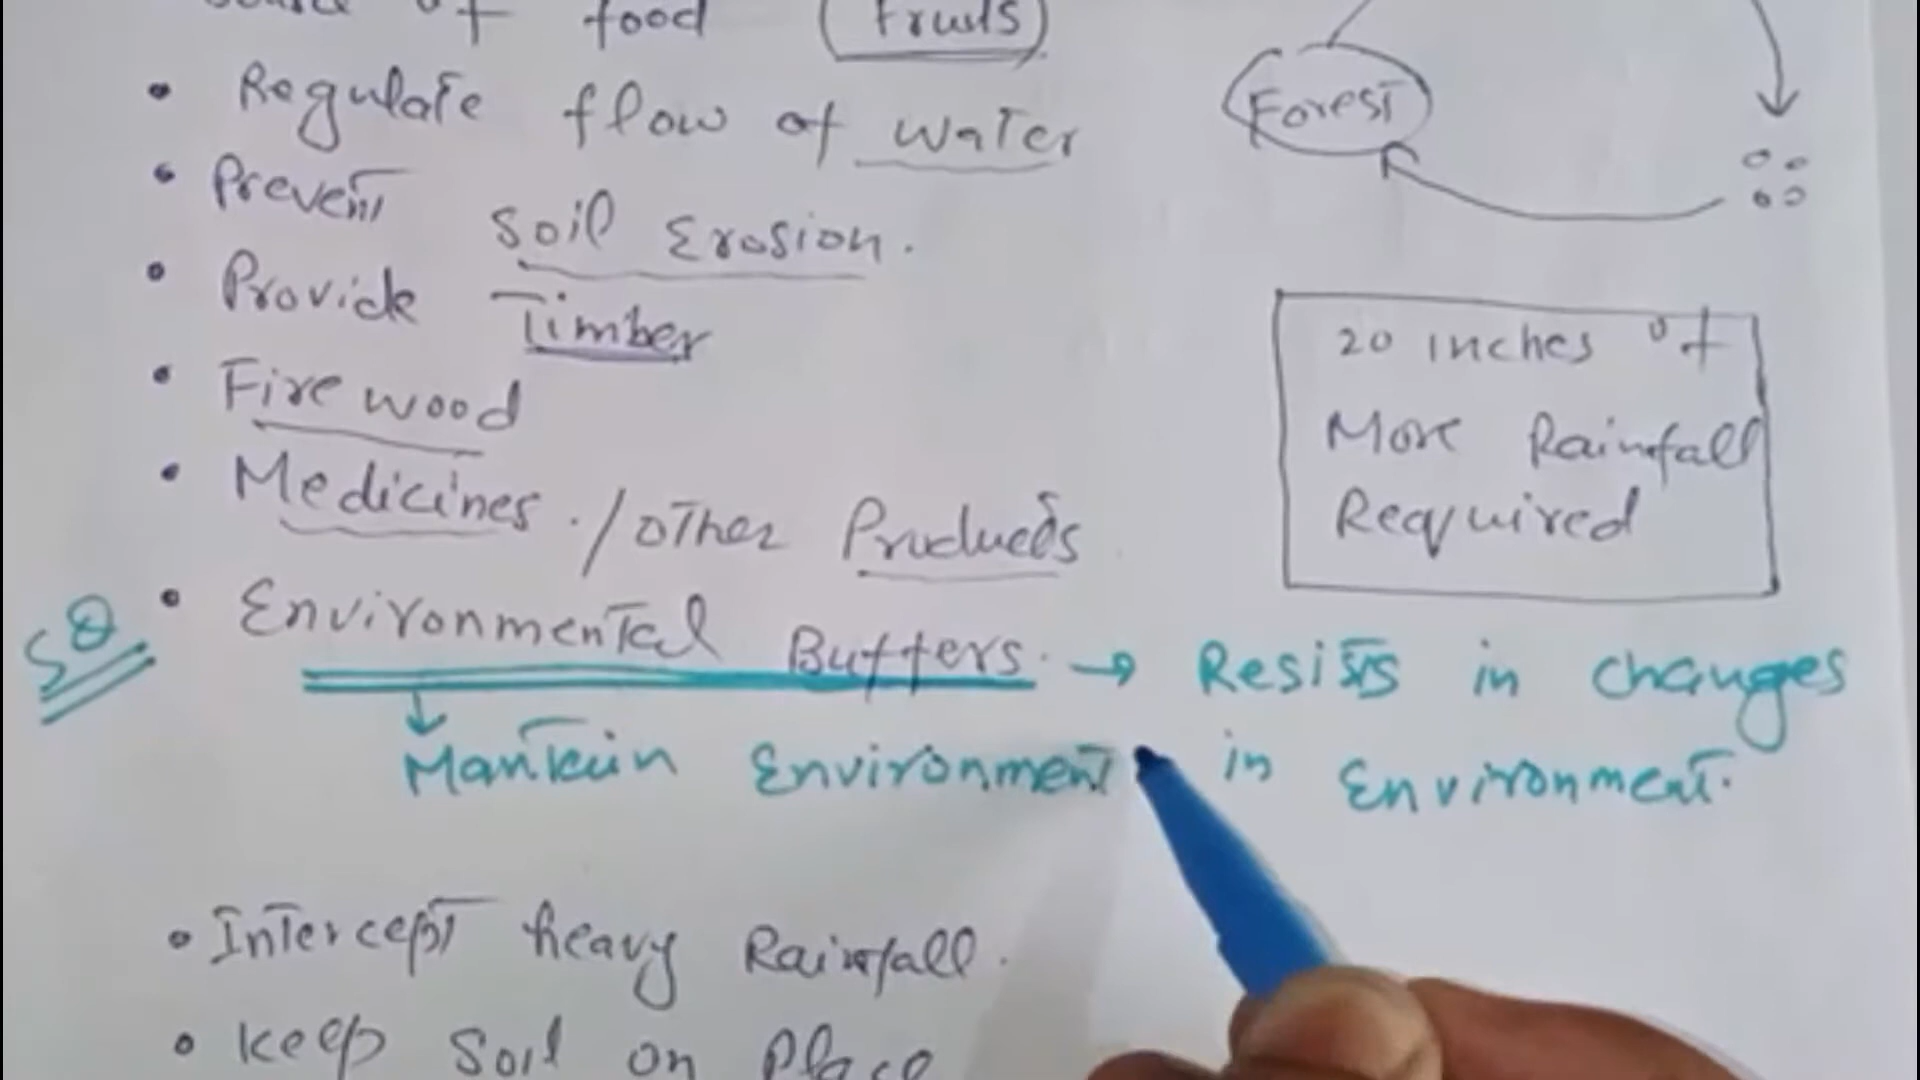 of food (Fruits)
• Regulate flow of water
• Prevent Soil Erosion.
• Provide Timber
• Fire wood
• Medicines. / other Products
• Environmental Buffers. → Resists in changes in Environment.
SQ
Maintain Environment
• Intercept heavy Rainfall.
• Keep Soil on Place
Forest
20 inches of
More Rainfall
Required